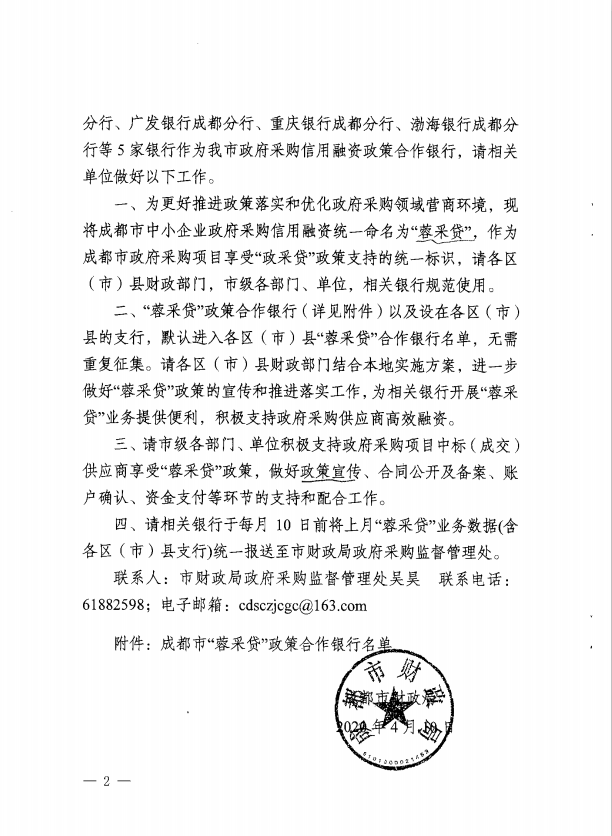 分行、广发银行成都分行、重庆银行成都分行、渤海银行成都分
行等 5 家银行作为我市政府采购信用融资政策合作银行，请相关
单位做好以下工作。
一、为更好推进政策落实和优化政府采购领域营商环境，现
将成都市中小企业政府采购信用融资统一命名为“蓉采贷”，作为
成都市政府采购项目享受“政采贷”政策支持的统一标识，请各区
（市）县财政部门，市级各部门、单位，相关银行规范使用。
二、“蓉采贷”政策合作银行（详见附件）以及设在各区（市）
县的支行，默认进入各区（市）县“蓉采贷”合作银行名单，无需
重复征集。请各区（市）县财政部门结合本地实施方案，进一步
做好“蓉采贷”政策的宣传和推进落实工作，为相关银行开展“蓉采
贷”业务提供便利，积极支持政府采购供应商高效融资。
三、请市级各部门、单位积极支持政府采购项目中标（成交）
供应商享受“蓉采贷”政策，做好政策宣传、合同公开及备案、账
户确认、资金支付等环节的支持和配合工作。
四、请相关银行于每月 10 日前将上月“蓉采贷”业务数据(含
各区（市）县支行)统一报送至市财政局政府采购监督管理处。
联系人：市财政局政府采购监督管理处吴昊 联系电话：
61882598；电子邮箱：cdsczjcgc@163.com
附件：成都市“蓉采贷”政策合作银行名单
成都市财政局
成都市财政局
年 4 月 日
— 2 —